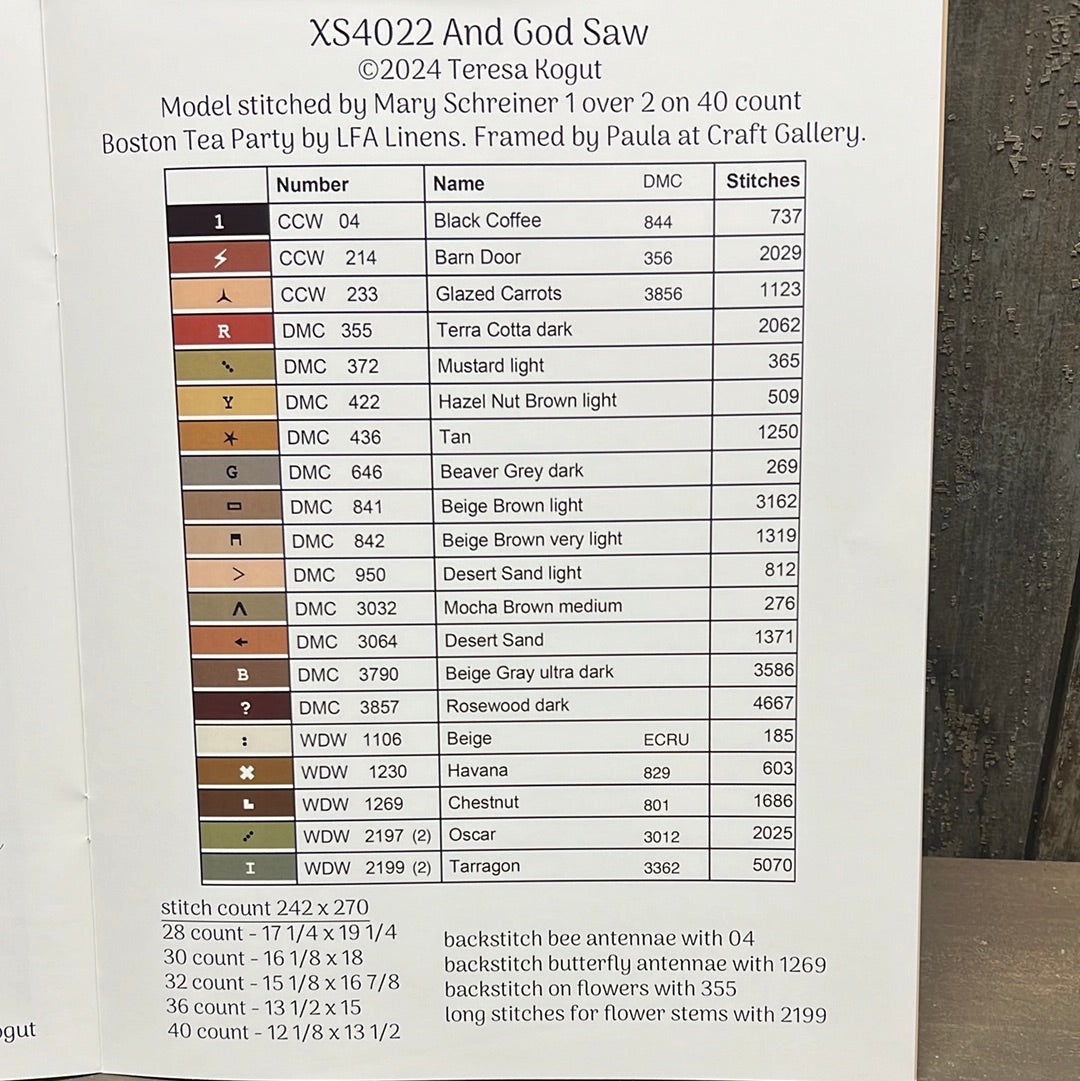 XS4022 And God Saw
©2024 Teresa Kogut
Model stitched by Mary Schreiner 1 over 2 on 40 count
Boston Tea Party by LFA Linens. Framed by Paula at Craft Gallery.
Number Name DMC Stitches
1 CCW 04 Black Coffee 844 737
CCW 214 Barn Door 356 2029
CCW 233 Glazed Carrots 3856 1123
R DMC 355 Terra Cotta dark 2062
DMC 372 Mustard light 365
Y DMC 422 Hazel Nut Brown light 509
DMC 436 Tan 1250
G DMC 646 Beaver Grey dark 269
DMC 841 Beige Brown light 3162
DMC 842 Beige Brown very light 1319
> DMC 950 Desert Sand light 812
DMC 3032 Mocha Brown medium 276
DMC 3064 Desert Sand 1371
B DMC 3790 Beige Gray ultra dark 3586
? DMC 3857 Rosewood dark 4667
: WDW 1106 Beige ECRU 185
WDW 1230 Havana 829 603
WDW 1269 Chestnut 801 1686
WDW 2197 (2) Oscar 3012 2025
I WDW 2199 (2) Tarragon 3362 5070
stitch count 242 x 270
28 count - 17 1/4 x 19 1/4
30 count - 16 1/8 x 18
32 count - 15 1/8 x 16 7/8
36 count - 13 1/2 x 15
40 count - 12 1/8 x 13 1/2
backstitch bee antennae with 04
backstitch butterfly antennae with 1269
backstitch on flowers with 355
long stitches for flower stems with 2199
ogut